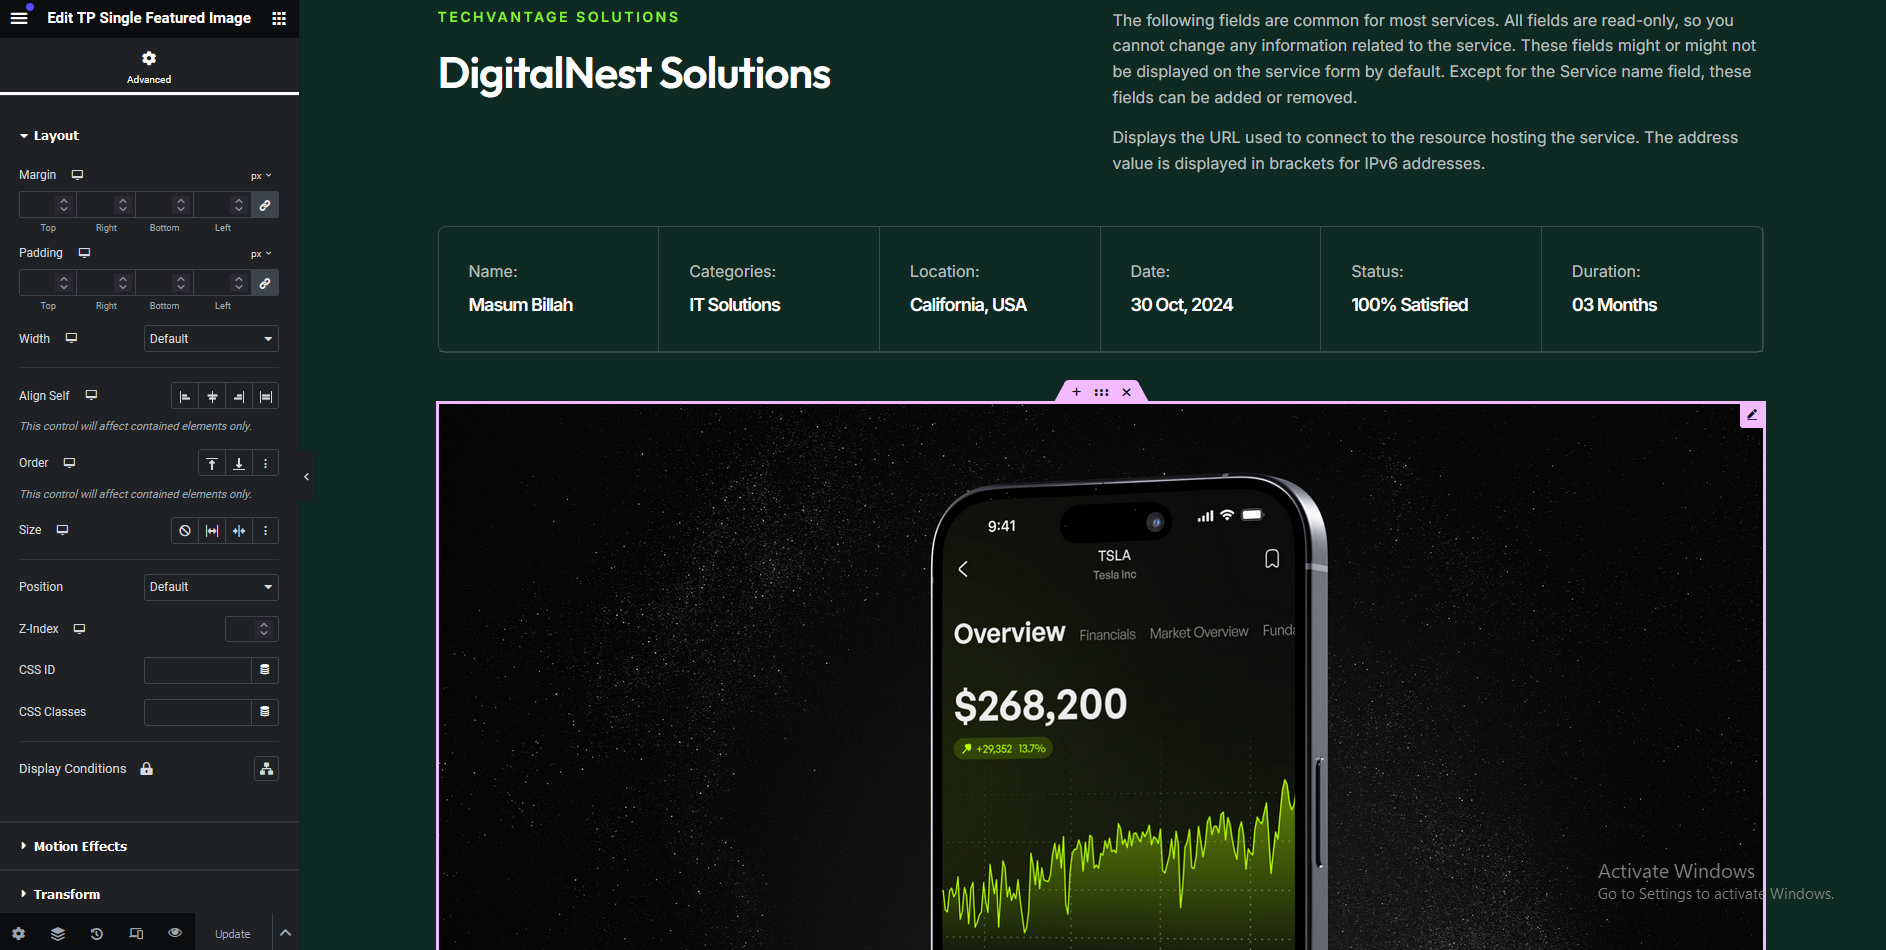 Edit TP Single Featured Image
Advanced
Layout
Margin
px
Top Right Bottom Left
Padding
px
Top Right Bottom Left
Width
Default
Align Self
This control will affect contained elements only.
Order
This control will affect contained elements only.
Size
Position
Default
Z-Index
CSS ID
CSS Classes
Display Conditions
Motion Effects
Transform
Update
TECHVANTAGE SOLUTIONS
DigitalNest Solutions
The following fields are common for most services. All fields are read-only, so you
cannot change any information related to the service. These fields might or might not
be displayed on the service form by default. Except for the Service name field, these
fields can be added or removed.
Displays the URL used to connect to the resource hosting the service. The address
value is displayed in brackets for IPv6 addresses.
Name:
Masum Billah
Categories:
IT Solutions
Location:
California, USA
Date:
30 Oct, 2024
Status:
100% Satisfied
Duration:
03 Months
9:41
TSLA
Tesla Inc
Overview Financials Market Overview Funda
$268,200
+29,352 13.7%
Activate Windows
Go to Settings to activate Windows.